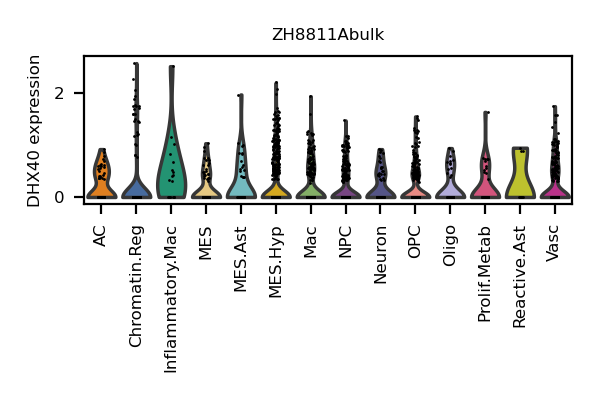 ZH8811Abulk
DHX40 expression
2
0
AC
Chromatin.Reg
Inflammatory.Mac
MES
MES.Ast
MES.Hyp
Mac
NPC
Neuron
OPC
Oligo
Prolif.Metab
Reactive.Ast
Vasc